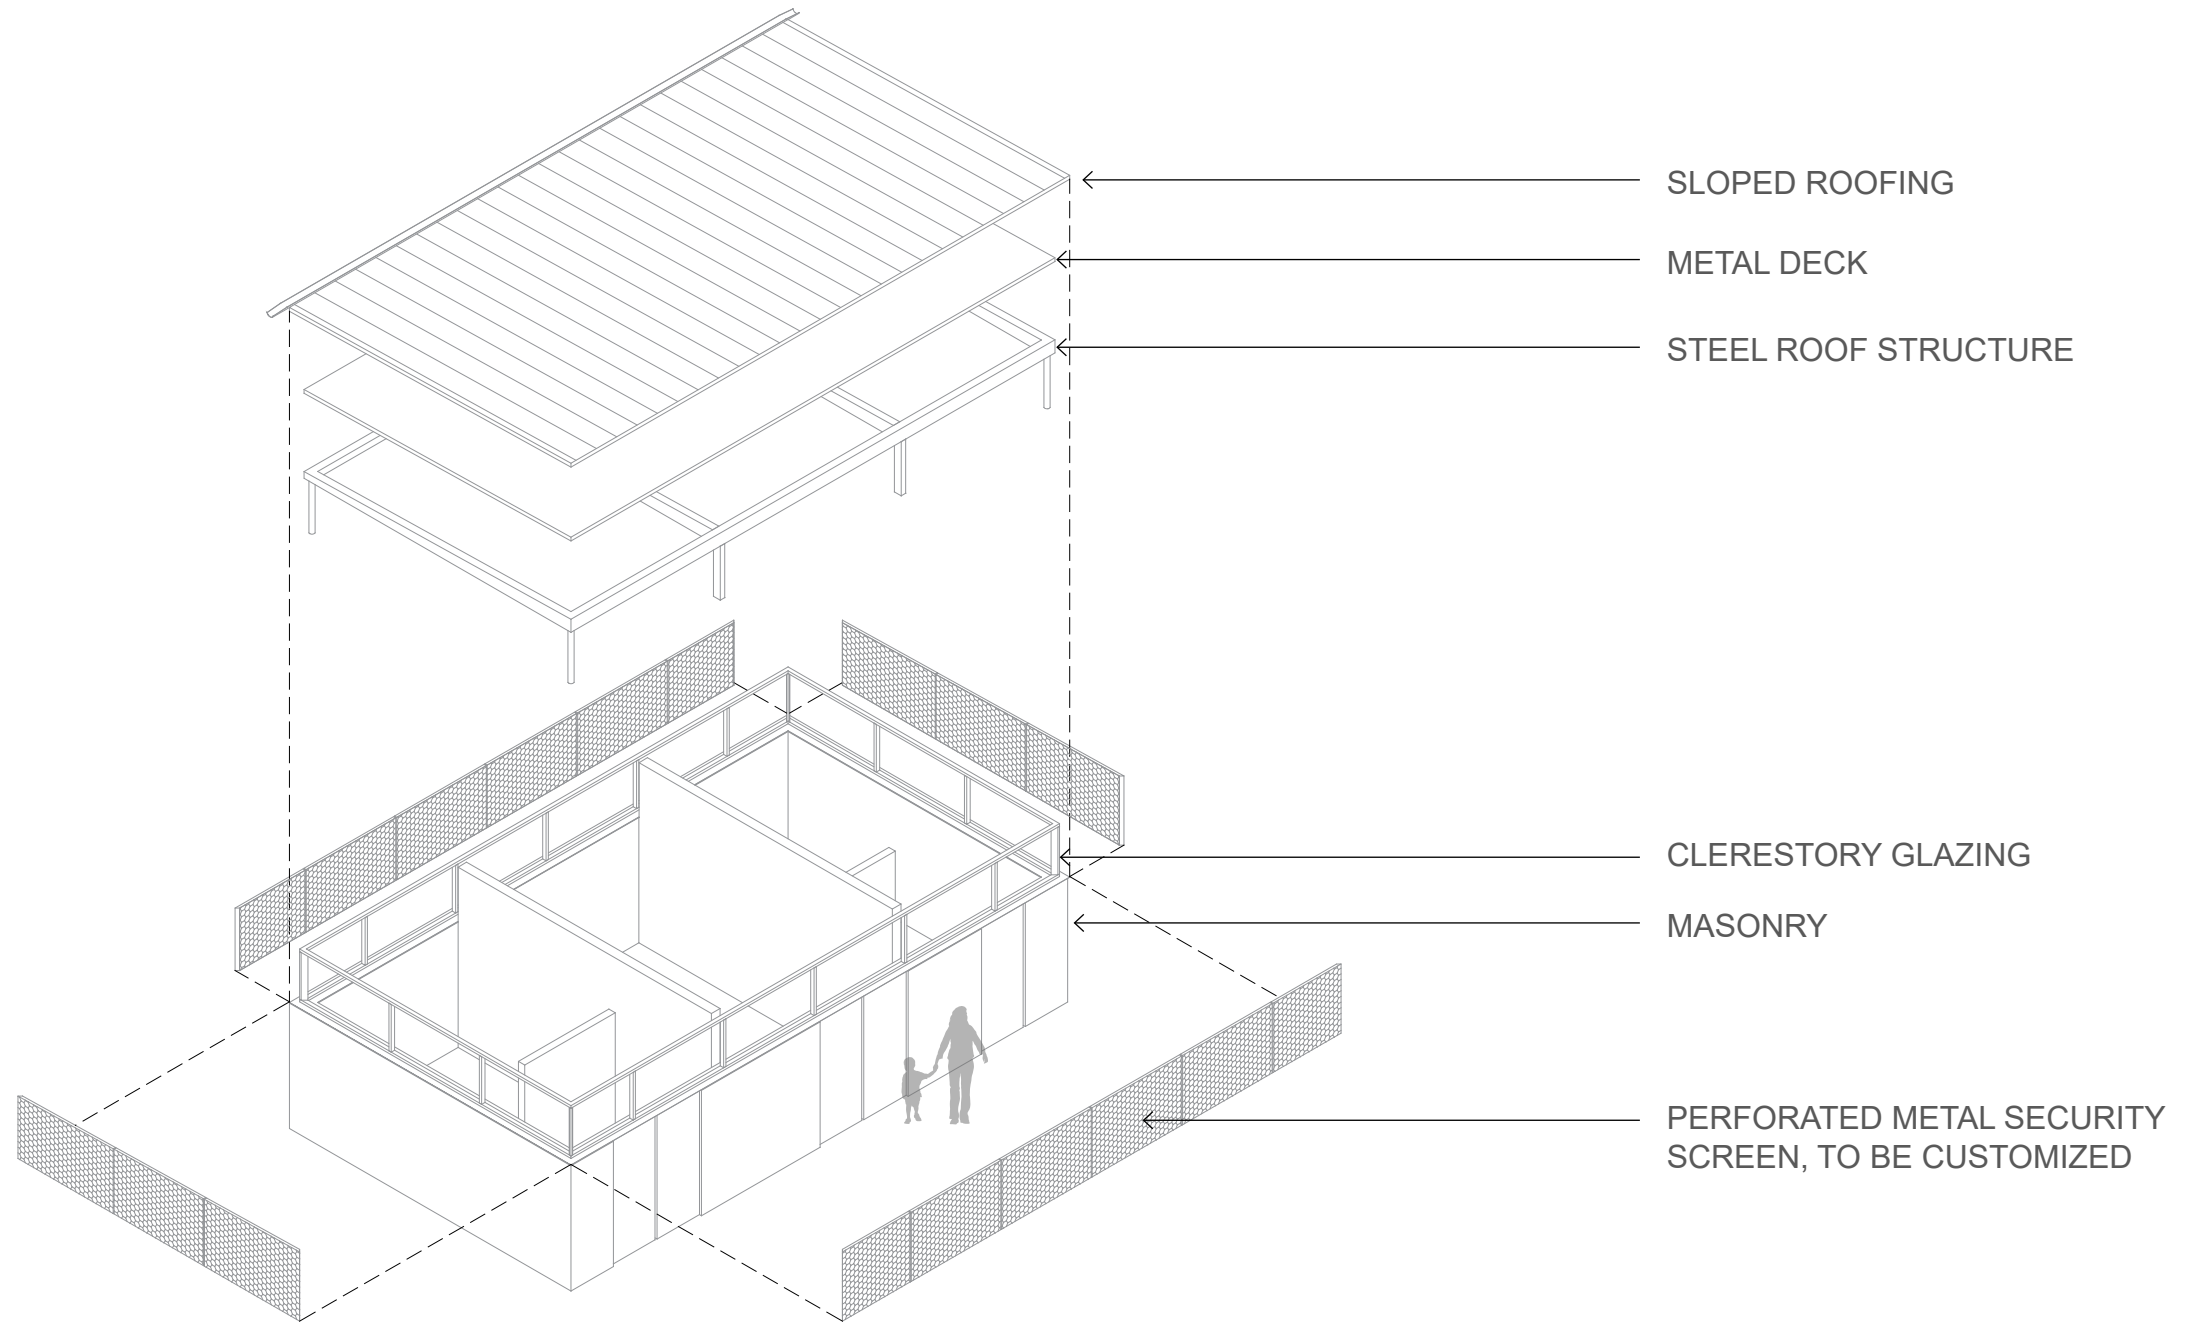 SLOPED ROOFING
METAL DECK
STEEL ROOF STRUCTURE
CLERESTORY GLAZING
MASONRY
PERFORATED METAL SECURITY
SCREEN, TO BE CUSTOMIZED